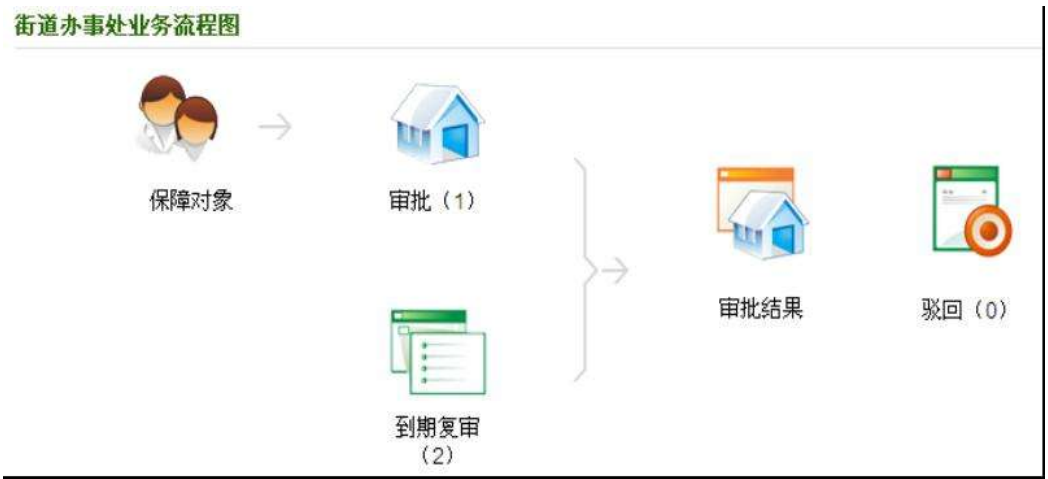 街道办事处业务流程图
保障对象
审批（1）
审批结果
驳回（0）
到期复审
（2）